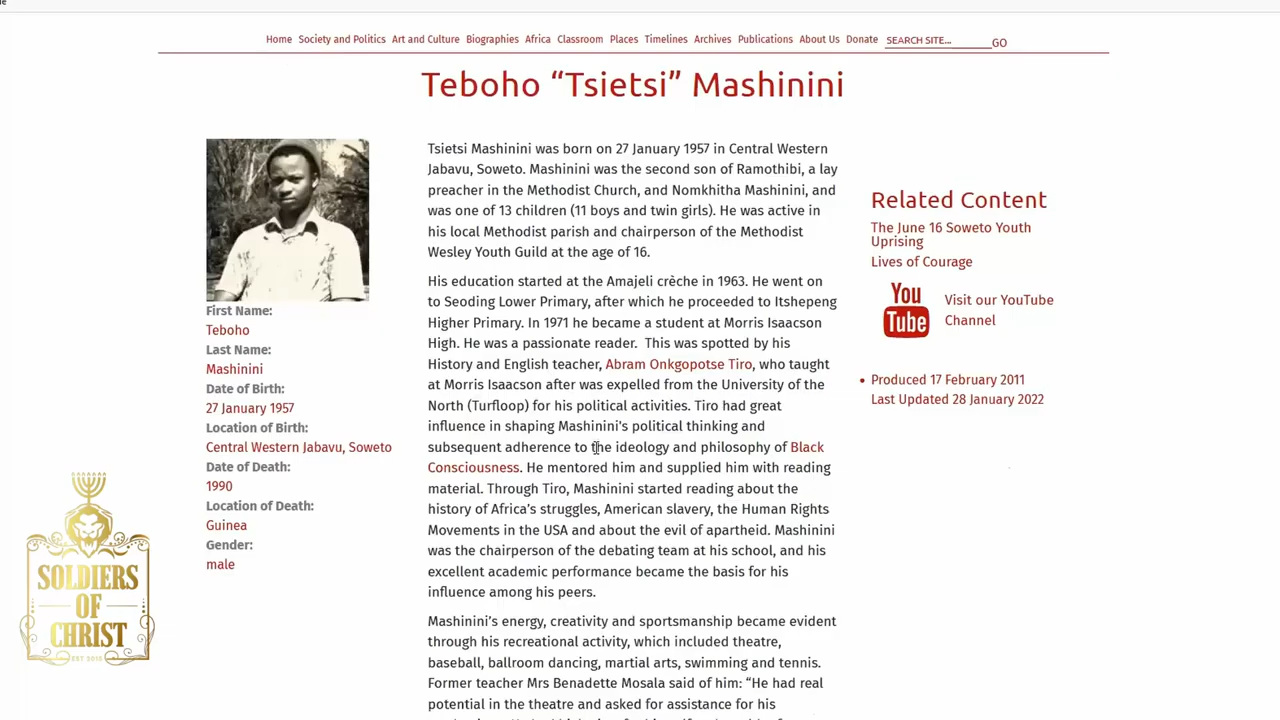 Home Society and Politics Art and Culture Biographies Africa Classroom Places Timelines Archives Publications About Us Donate SEARCH SITE... GO
Teboho “Tsietsi” Mashinini
First Name:
Teboho
Last Name:
Mashinini
Date of Birth:
27 January 1957
Location of Birth:
Central Western Jabavu, Soweto
Date of Death:
1990
Location of Death:
Guinea
Gender:
male
Tsietsi Mashinini was born on 27 January 1957 in Central Western
Jabavu, Soweto. Mashinini was the second son of Ramothibi, a lay
preacher in the Methodist Church, and Nomkhitha Mashinini, and
was one of 13 children (11 boys and twin girls). He was active in
his local Methodist parish and chairperson of the Methodist
Wesley Youth Guild at the age of 16.
His education started at the Amajeli crèche in 1963. He went on
to Seoding Lower Primary, after which he proceeded to Itshepeng
Higher Primary. In 1971 he became a student at Morris Isaacson
High. He was a passionate reader. This was spotted by his
History and English teacher, Abram Onkgopotse Tiro, who taught
at Morris Isaacson after was expelled from the University of the
North (Turfloop) for his political activities. Tiro had great
influence in shaping Mashinini's political thinking and
subsequent adherence to the ideology and philosophy of Black
Consciousness. He mentored him and supplied him with reading
material. Through Tiro, Mashinini started reading about the
history of Africa’s struggles, American slavery, the Human Rights
Movements in the USA and about the evil of apartheid. Mashinini
was the chairperson of the debating team at his school, and his
excellent academic performance became the basis for his
influence among his peers.
Mashinini’s energy, creativity and sportsmanship became evident
through his recreational activity, which included theatre,
baseball, ballroom dancing, martial arts, swimming and tennis.
Former teacher Mrs Benadette Mosala said of him: “He had real
potential in the theatre and asked for assistance for his
Related Content
The June 16 Soweto Youth
Uprising
Lives of Courage
You
Tube
Visit our YouTube
Channel
Produced 17 February 2011
Last Updated 28 January 2022
SOLDIERS
OF
CHRIST